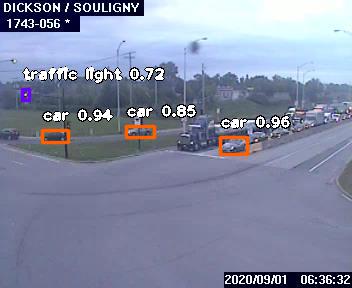 DICKSON / SOULIGNY
1743-056 *
traffic light 0.72
car 0.94
car 0.85
car 0.96
2020/09/01 06:36:32